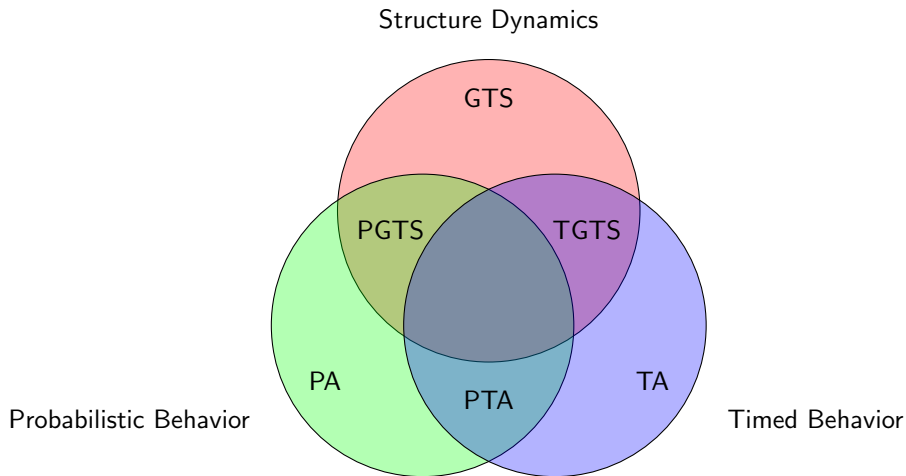 Structure Dynamics
GTS
PGTS
TGTS
PA
PTA
TA
Probabilistic Behavior
Timed Behavior